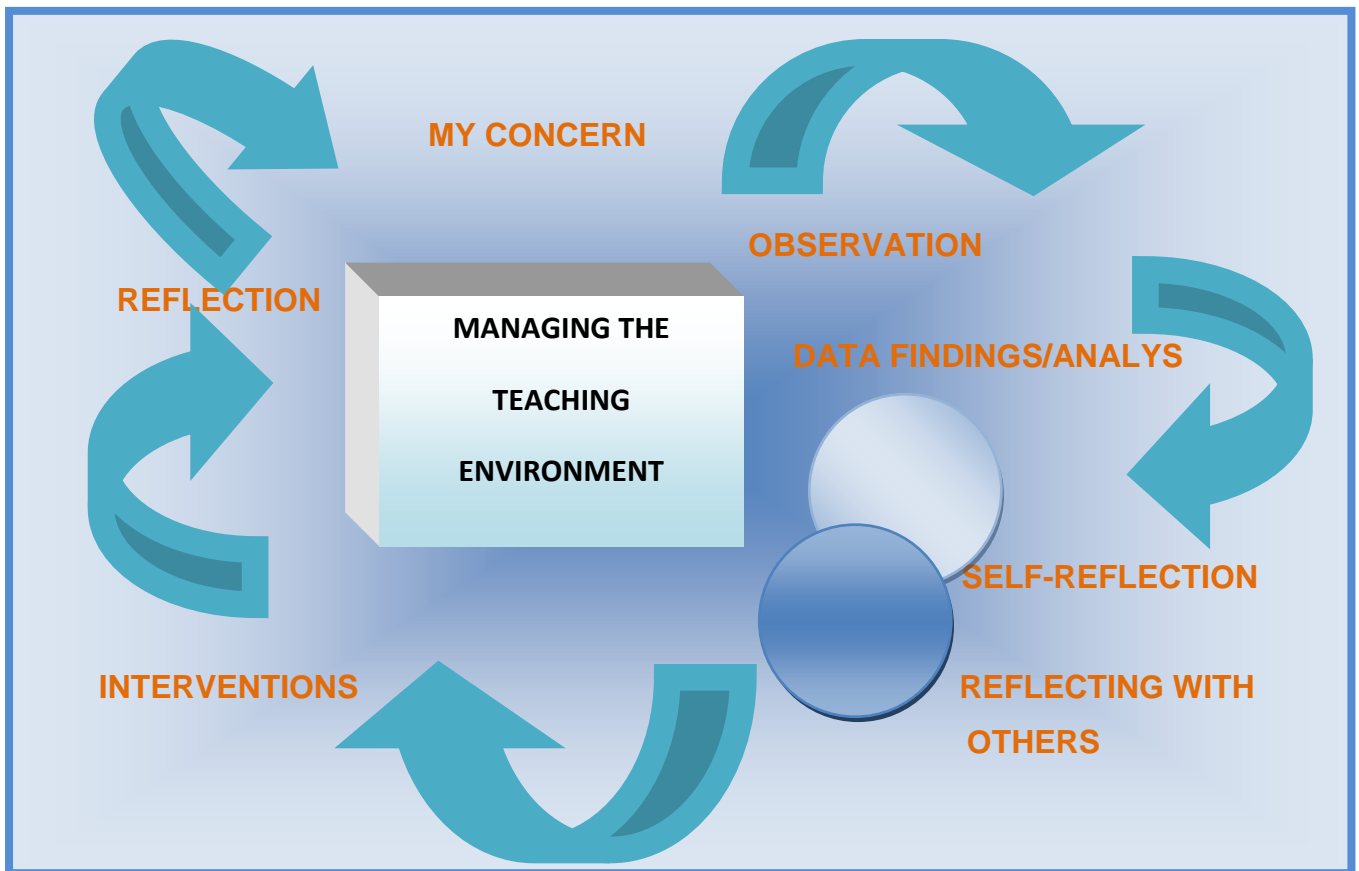 MY CONCERN
OBSERVATION
REFLECTION
MANAGING THE
TEACHING
ENVIRONMENT
DATA FINDINGS/ANALYS
SELF-REFLECTION
INTERVENTIONS
REFLECTING WITH
OTHERS